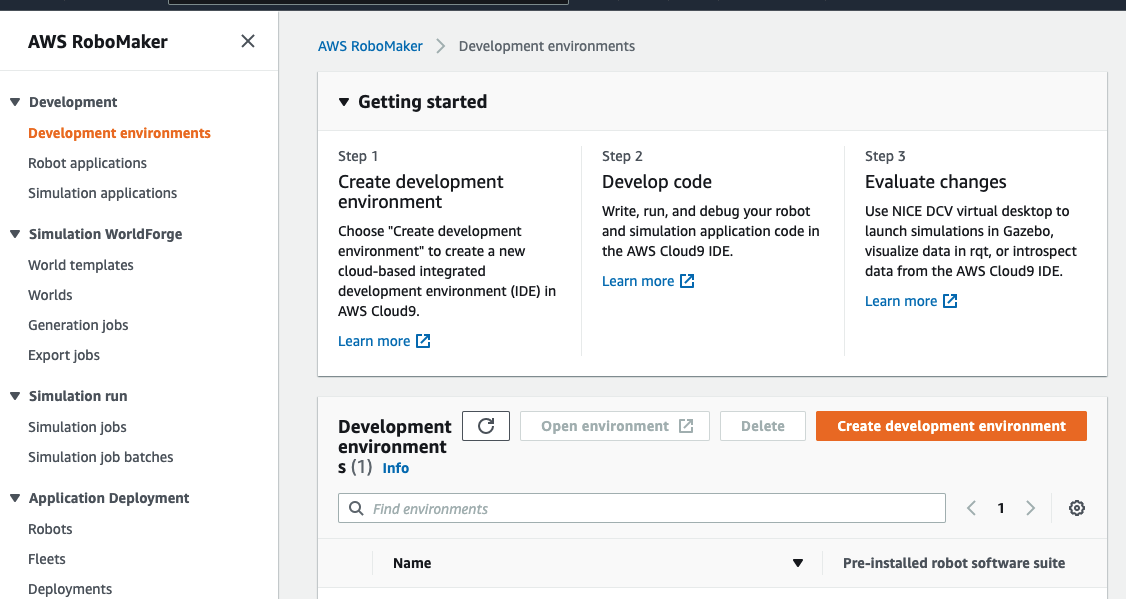 AWS RoboMaker
Development
Development environments
Robot applications
Simulation applications
Simulation WorldForge
World templates
Worlds
Generation jobs
Export jobs
Simulation run
Simulation jobs
Simulation job batches
Application Deployment
Robots
Fleets
Deployments
AWS RoboMaker
Development environments
Getting started
Step 1
Create development
environment
Choose "Create development
environment" to create a new
cloud-based integrated
development environment (IDE) in
AWS Cloud9.
Learn more
Step 2
Develop code
Write, run, and debug your robot
and simulation application code in
the AWS Cloud9 IDE.
Learn more
Step 3
Evaluate changes
Use NICE DCV virtual desktop to
launch simulations in Gazebo,
visualize data in rqt, or introspect
data from the AWS Cloud9 IDE.
Learn more
Development
environment
s (1) Info
Open environment
Delete
Create development environment
Find environments
1
Name
Pre-installed robot software suite